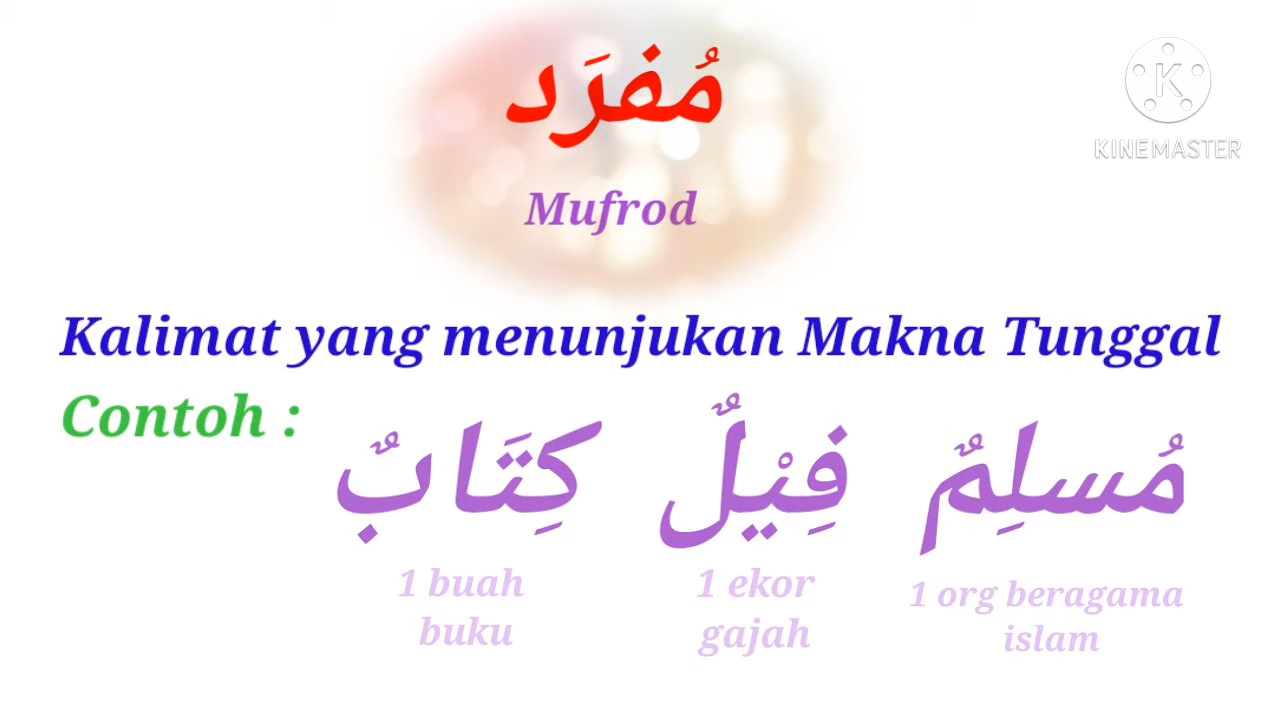 مُفرَد
K
KINEMASTER
Mufrod
Kalimat yang menunjukan Makna Tunggal
Contoh :
مُسلِمٌ فِيْلٌ كِتَابٌ
1 buah buku
1 ekor gajah
1 org beragama islam